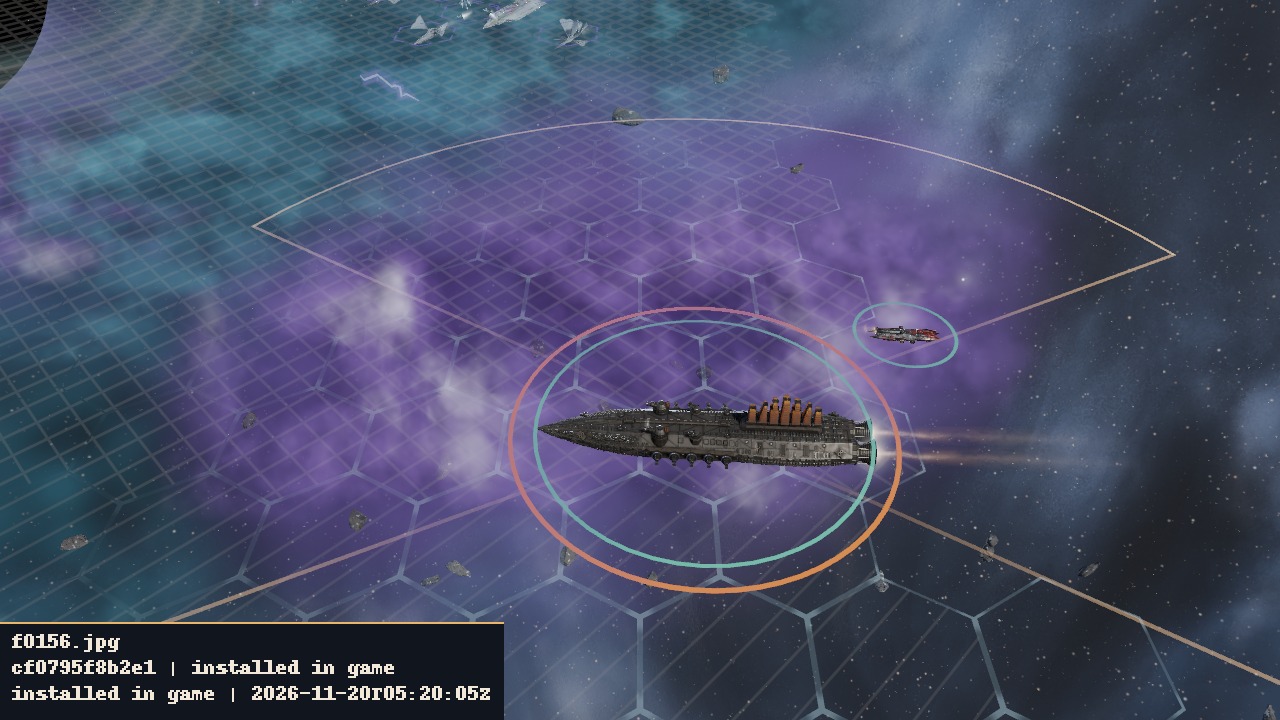 f0156.jpg
cf0795f8b2e1 | installed in game
installed in game | 2026-11-20T05:20:05Z